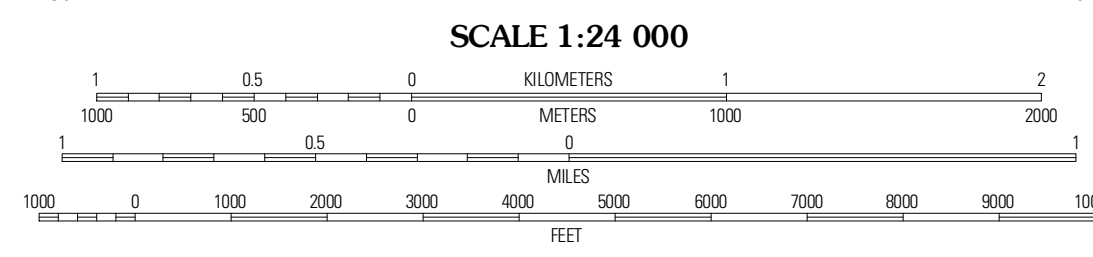 SCALE 1:24 000
1 0.5 0 KILOMETERS 1 2
1000 500 0 METERS 1000 2000
1 0.5 0 1
MILES
1000 0 1000 2000 3000 4000 5000 6000 7000 8000 9000
FEET